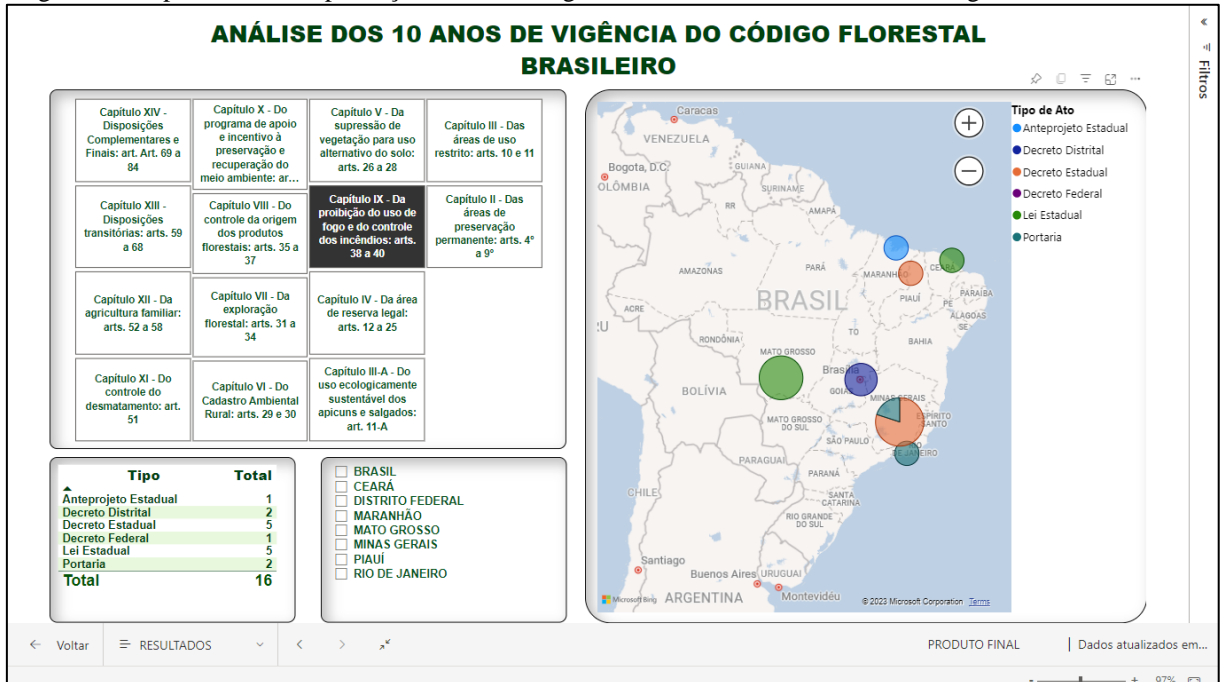 ANÁLISE DOS 10 ANOS DE VIGÊNCIA DO CÓDIGO FLORESTAL
BRASILEIRO
Filtros
Capítulo XIV -
Disposições
Complementares e
Finais: art. Art. 69 a
84
Capítulo X - Do
programa de apoio
e incentivo à
preservação e
recuperação do
meio ambiente: ar...
Capítulo V - Da
supressão de
vegetação para uso
alternativo do solo:
arts. 26 a 28
Capítulo III - Das
áreas de uso
restrito: arts. 10 e 11
Capítulo XIII -
Disposições
transitórias: arts. 59
a 68
Capítulo VIII - Do
controle da origem
dos produtos
florestais: arts. 35 a
37
Capítulo IX - Da
proibição do uso de
fogo e do controle
dos incêndios: arts.
38 a 40
Capítulo II - Das
áreas de
preservação
permanente: arts. 4º
a 9º
Capítulo XII - Da
agricultura familiar:
arts. 52 a 58
Capítulo VII - Da
exploração
florestal: arts. 31 a
34
Capítulo IV - Da área
de reserva legal:
arts. 12 a 25
Capítulo XI - Do
controle do
desmatamento: art.
51
Capítulo VI - Do
Cadastro Ambiental
Rural: arts. 29 e 30
Capítulo III-A - Do
uso ecologicamente
sustentável dos
apicuns e salgados:
art. 11-A
Tipo Total
Anteprojeto Estadual 1
Decreto Distrital 2
Decreto Estadual 5
Decreto Federal 1
Lei Estadual 5
Portaria 2
Total 16
BRASIL
CEARÁ
DISTRITO FEDERAL
MARANHÃO
MATO GROSSO
MINAS GERAIS
PIAUÍ
RIO DE JANEIRO
Caracas
VENEZUELA
Bogota, D.C.
OLÔMBIA
GUIANA
SURINAME
RR
AMAPÁ
AMAZONAS
PARÁ
MARANHÃO
CEARÁ
PARAÍBA
PIAUÍ
PE
ALAGOAS
SE
BRASIL
ACRE
RU
RONDÔNIA
TO
BAHIA
MATO GROSSO
Brasília
GOIÁS
BOLÍVIA
MINAS GERAIS
ESPÍRITO
SANTO
MATO GROSSO
DO SUL
SÃO PAULO
DE JANEIRO
PARAGUAI
PARANÁ
CHILE
SANTA
CATARINA
RIO GRANDE
DO SUL
Santiago
Buenos Aires
URUGUAI
Montevidéu
ARGENTINA
Microsoft Bing
© 2023 Microsoft Corporation Terms
Tipo de Ato
Anteprojeto Estadual
Decreto Distrital
Decreto Estadual
Decreto Federal
Lei Estadual
Portaria
Voltar
RESULTADOS
PRODUTO FINAL
Dados atualizados em...
97%